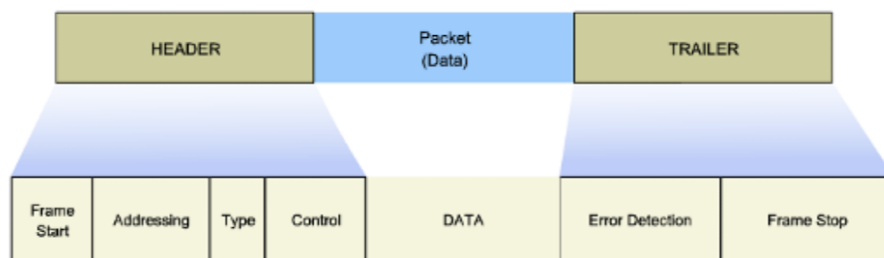 HEADER
Packet
(Data)
TRAILER
Frame
Start
Addressing
Type
Control
DATA
Error Detection
Frame Stop